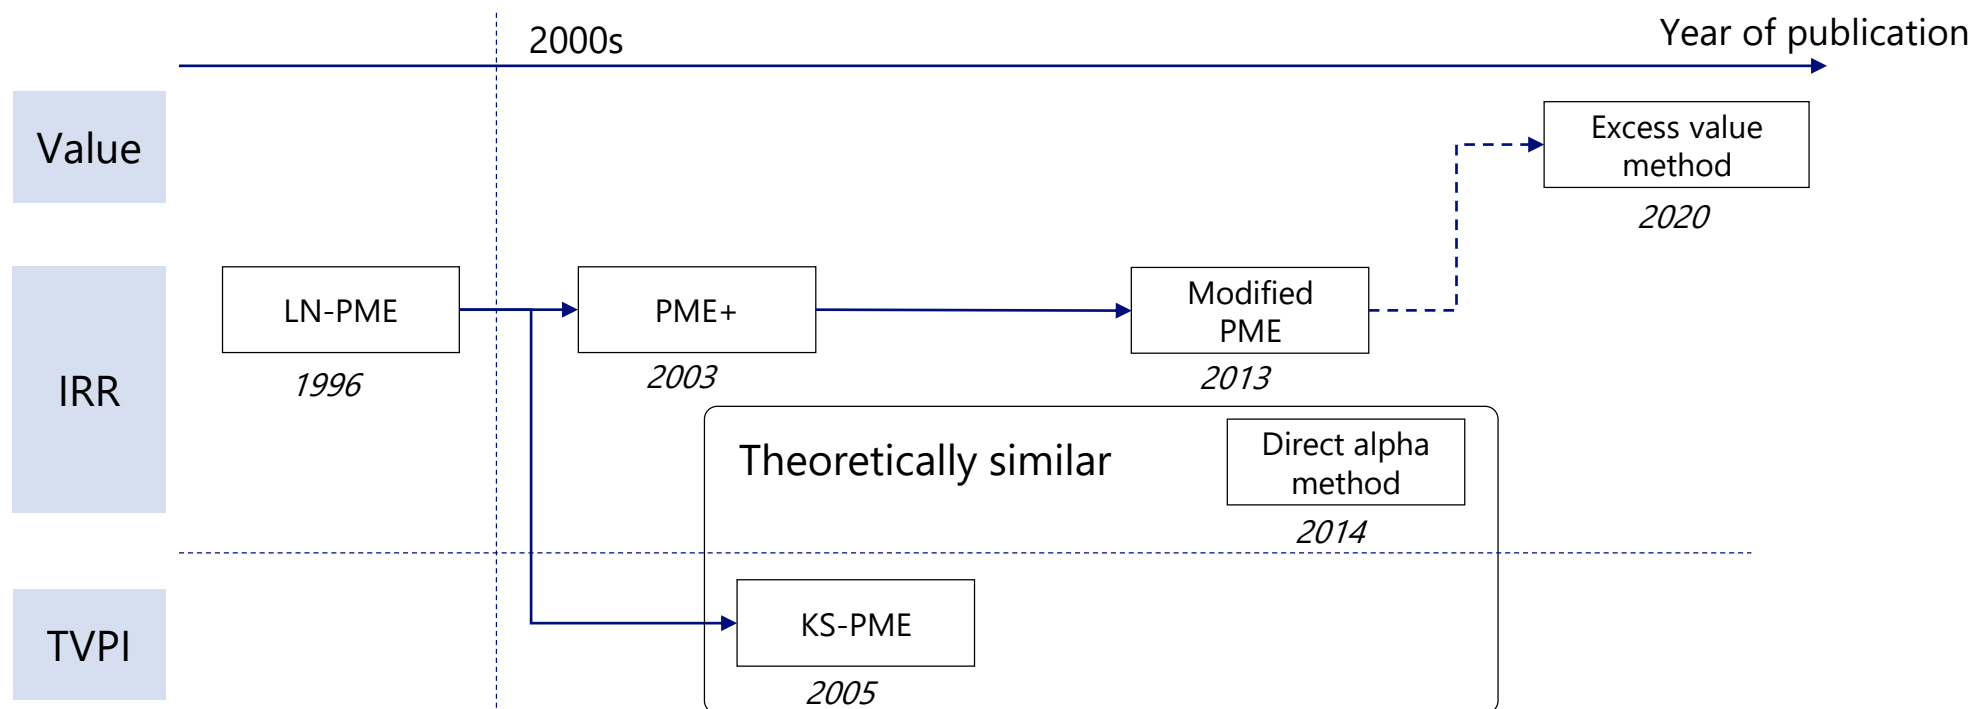 2000s
Year of publication
Value
Excess value
method
2020
IRR
LN-PME
1996
PME+
2003
Modified
PME
2013
Theoretically similar
Direct alpha
method
2014
TVPI
KS-PME
2005